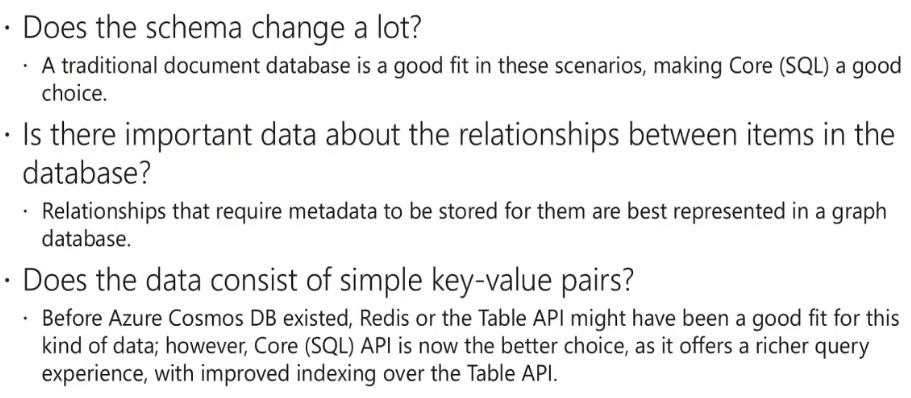 · Does the schema change a lot?
· A traditional document database is a good fit in these scenarios, making Core (SQL) a good
choice.
· Is there important data about the relationships between items in the
database?
· Relationships that require metadata to be stored for them are best represented in a graph
database.
· Does the data consist of simple key-value pairs?
· Before Azure Cosmos DB existed, Redis or the Table API might have been a good fit for this
kind of data; however, Core (SQL) API is now the better choice, as it offers a richer query
experience, with improved indexing over the Table API.